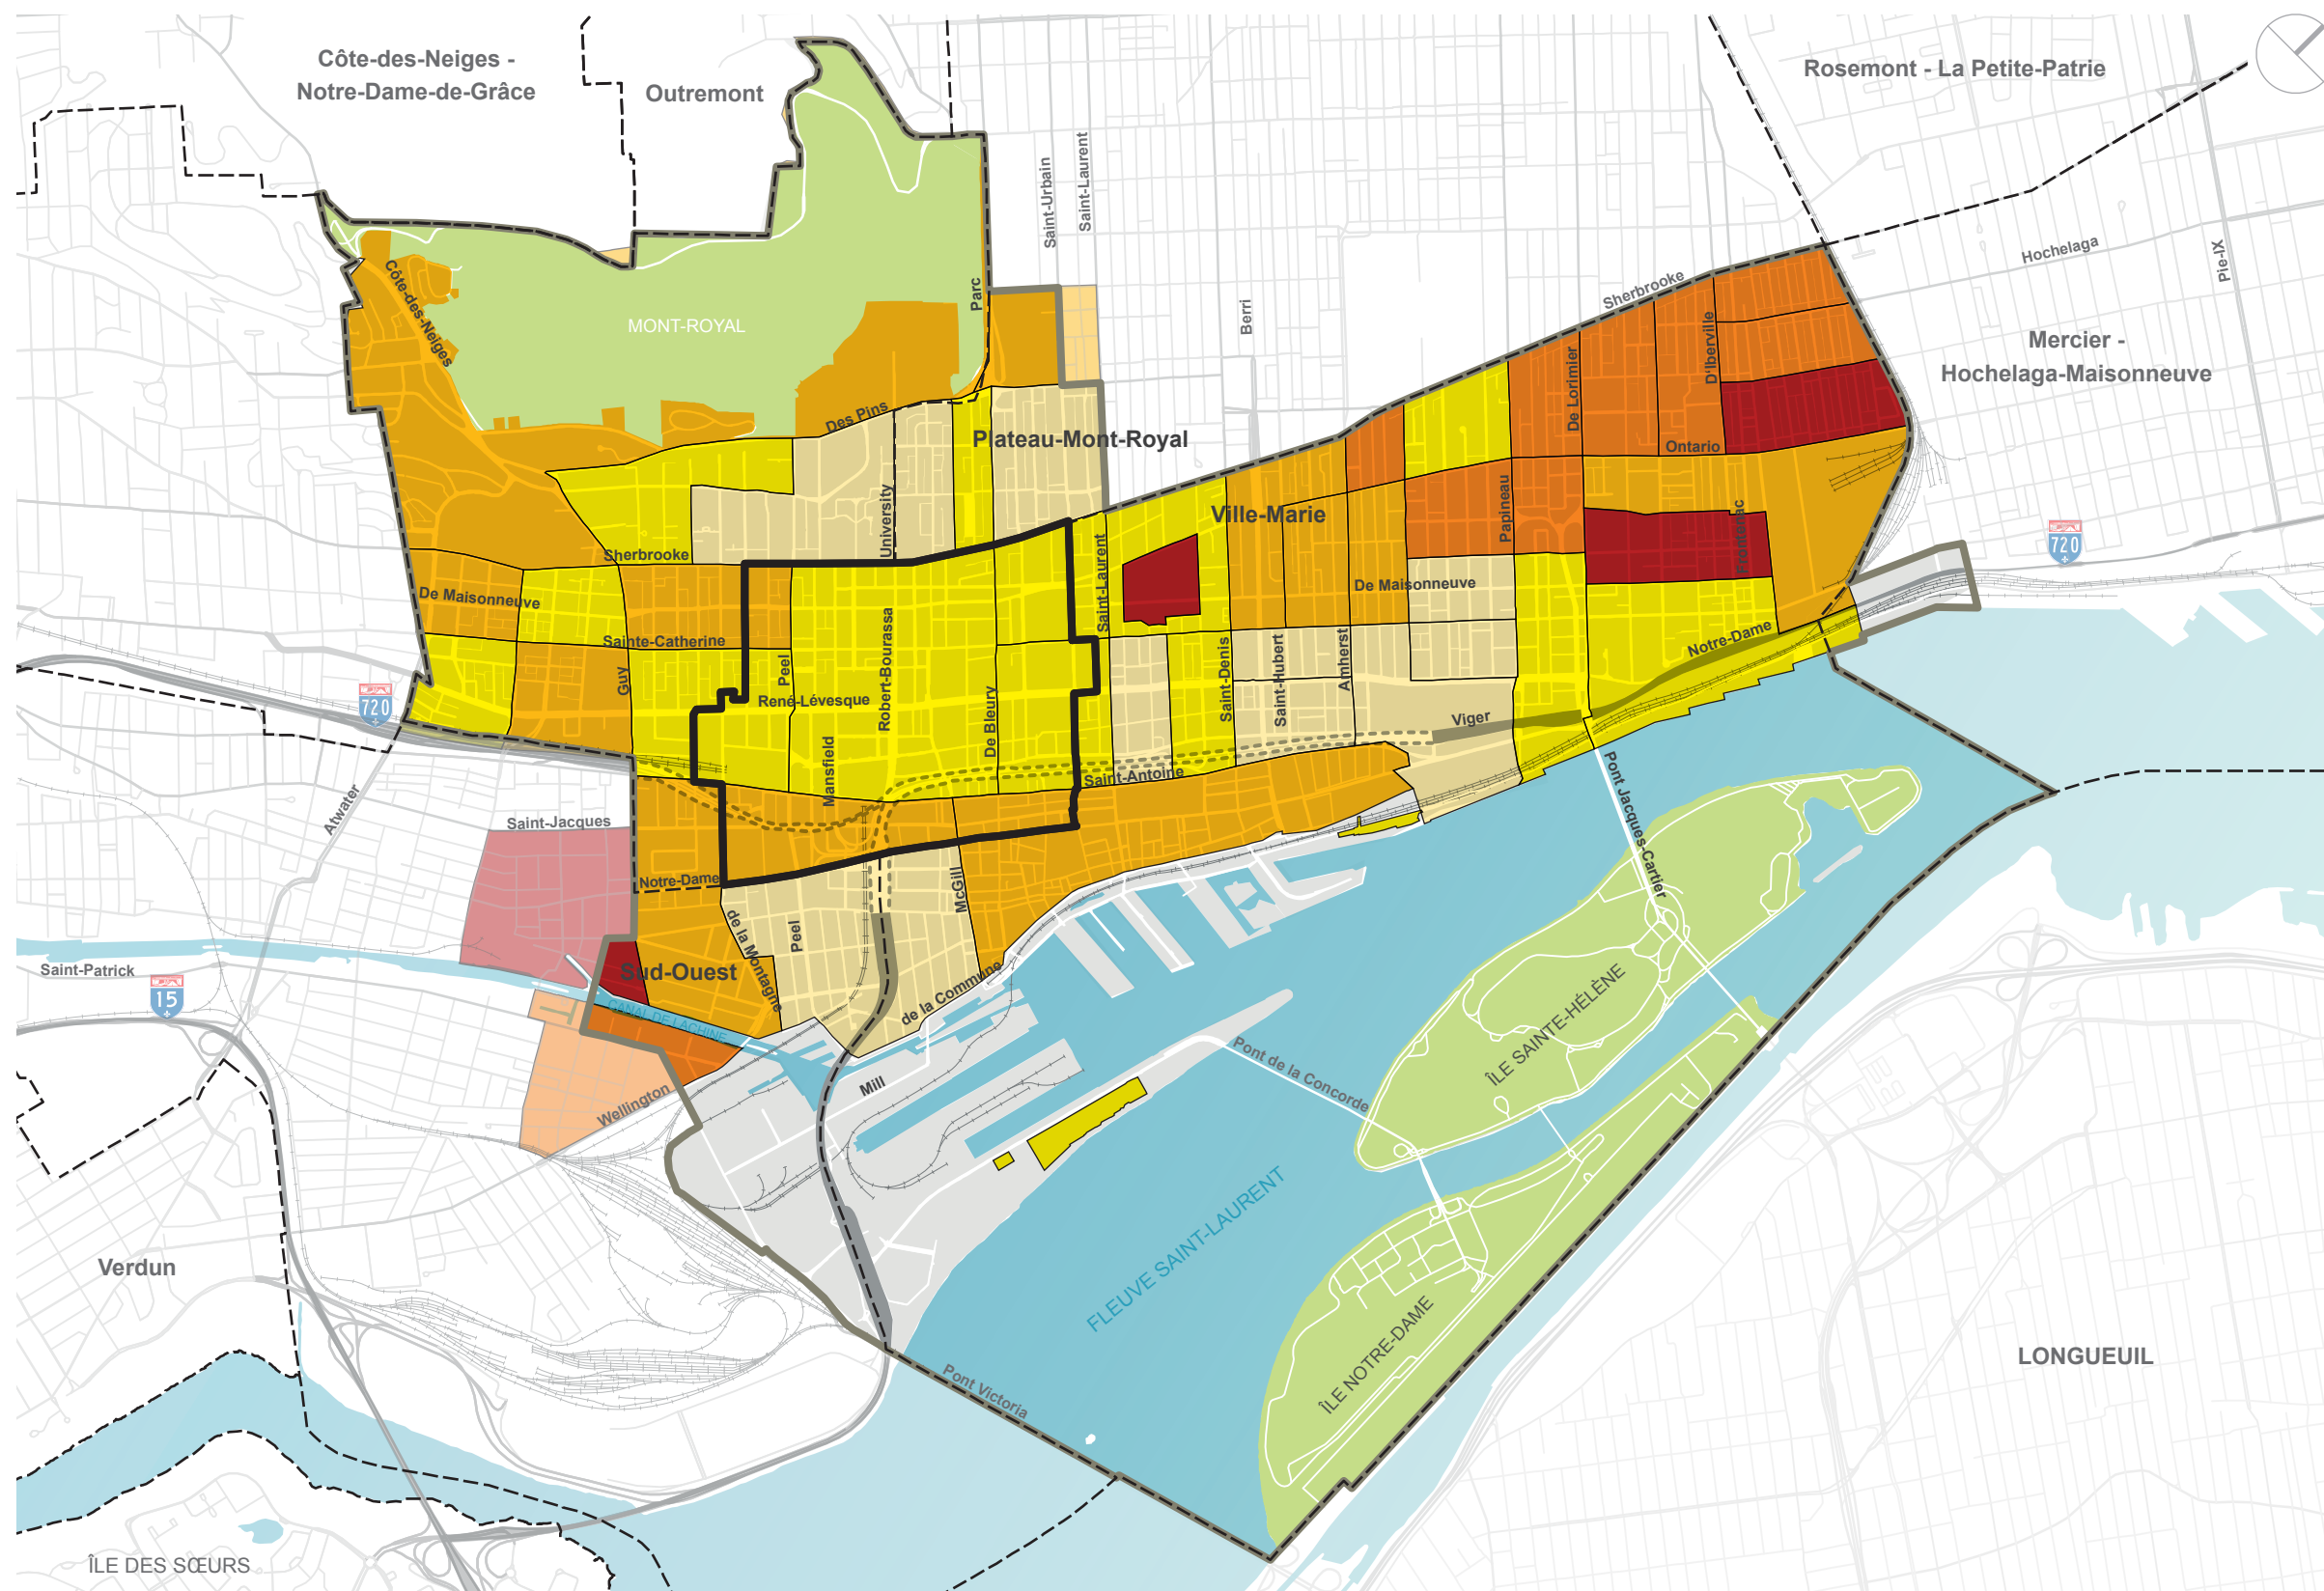 Côte-des-Neiges -
Notre-Dame-de-Grâce
Outremont
Rosemont - La Petite-Patrie
Saint-Urbain
Saint-Laurent
Hochelaga
Pie-IX
Côte-des-Neiges
MONT-ROYAL
Parc
Berri
Sherbrooke
De Lorimier
D'Iberville
Mercier -
Hochelaga-Maisonneuve
Des Pins
Plateau-Mont-Royal
Ontario
University
Ville-Marie
Papineau
Frontenac
720
Sherbrooke
Saint-Laurent
De Maisonneuve
De Maisonneuve
Sainte-Catherine
Robert-Bourassa
Notre-Dame
Guy
Peel
Saint-Denis
Saint-Hubert
Amherst
720
René-Lévesque
De Bleury
Viger
Mansfield
Saint-Antoine
Pont Jacques-Cartier
Atwater
Saint-Jacques
Notre-Dame
McGill
de la Montagne
Peel
Saint-Patrick
Sud-Ouest
15
de la Commune
CANAL DE LACHINE
ÎLE SAINTE-HÉLÈNE
Pont de la Concorde
Mill
Wellington
FLEUVE SAINT-LAURENT
Verdun
ÎLE NOTRE-DAME
LONGUEUIL
Pont Victoria
ÎLE DES SŒURS